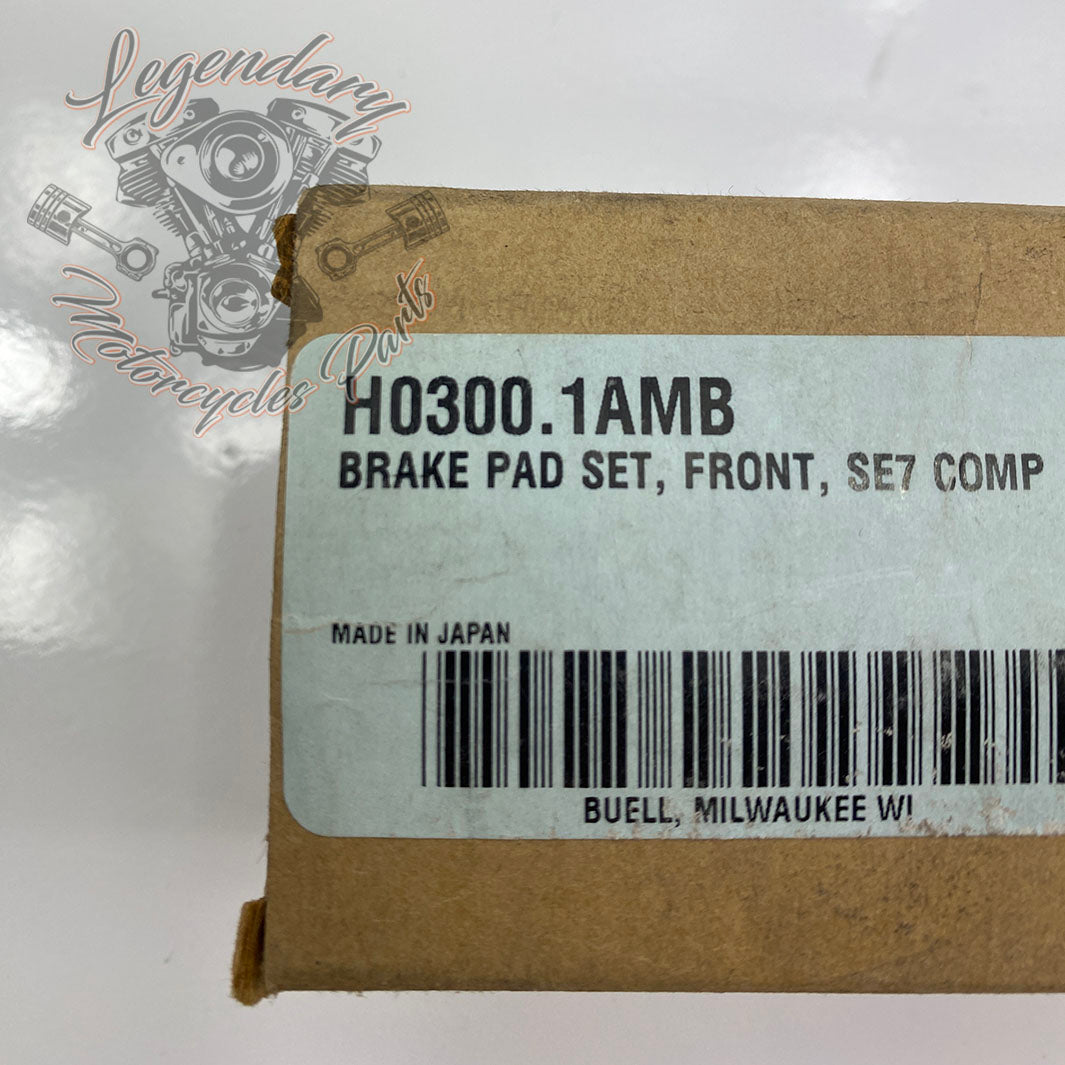 Legendary
Motorcycles Parts
H0300.1AMB
BRAKE PAD SET, FRONT, SE7 COMP
MADE IN JAPAN
BUELL, MILWAUKEE WI